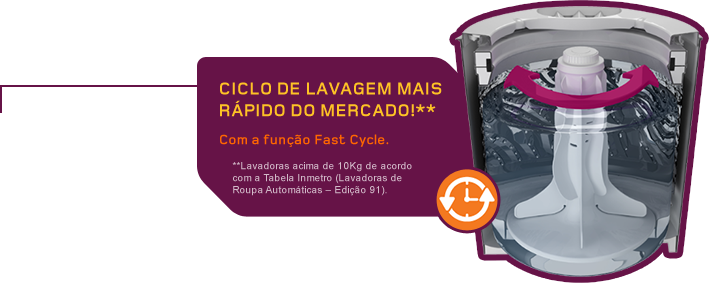 CICLO DE LAVAGEM MAIS
RÁPIDO DO MERCADO!**
Com a função Fast Cycle.
**Lavadoras acima de 10Kg de acordo
com a Tabela Inmetro (Lavadoras de
Roupa Automáticas – Edição 91).